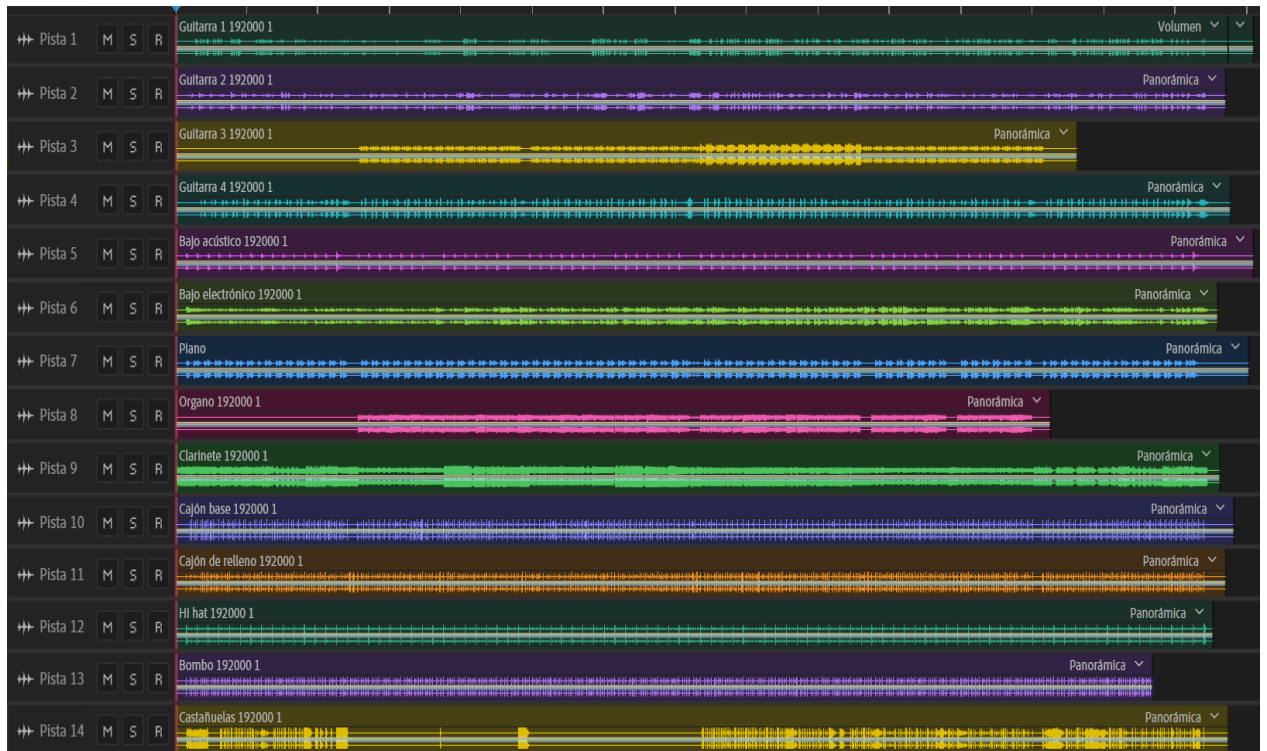 Guitarra 1 192000 1 Volumen
Pista 1 M S R
Guitarra 2 192000 1 Panorámica
Pista 2 M S R
Guitarra 3 192000 1 Panorámica
Pista 3 M S R
Guitarra 4 192000 1 Panorámica
Pista 4 M S R
Bajo acústico 192000 1 Panorámica
Pista 5 M S R
Bajo electrónico 192000 1 Panorámica
Pista 6 M S R
Piano Panorámica
Pista 7 M S R
Organo 192000 1 Panorámica
Pista 8 M S R
Clarinete 192000 1 Panorámica
Pista 9 M S R
Cajón base 192000 1 Panorámica
Pista 10 M S R
Cajón de relleno 192000 1 Panorámica
Pista 11 M S R
HI hat 192000 1 Panorámica
Pista 12 M S R
Bombo 192000 1 Panorámica
Pista 13 M S R
Castañuelas 192000 1 Panorámica
Pista 14 M S R